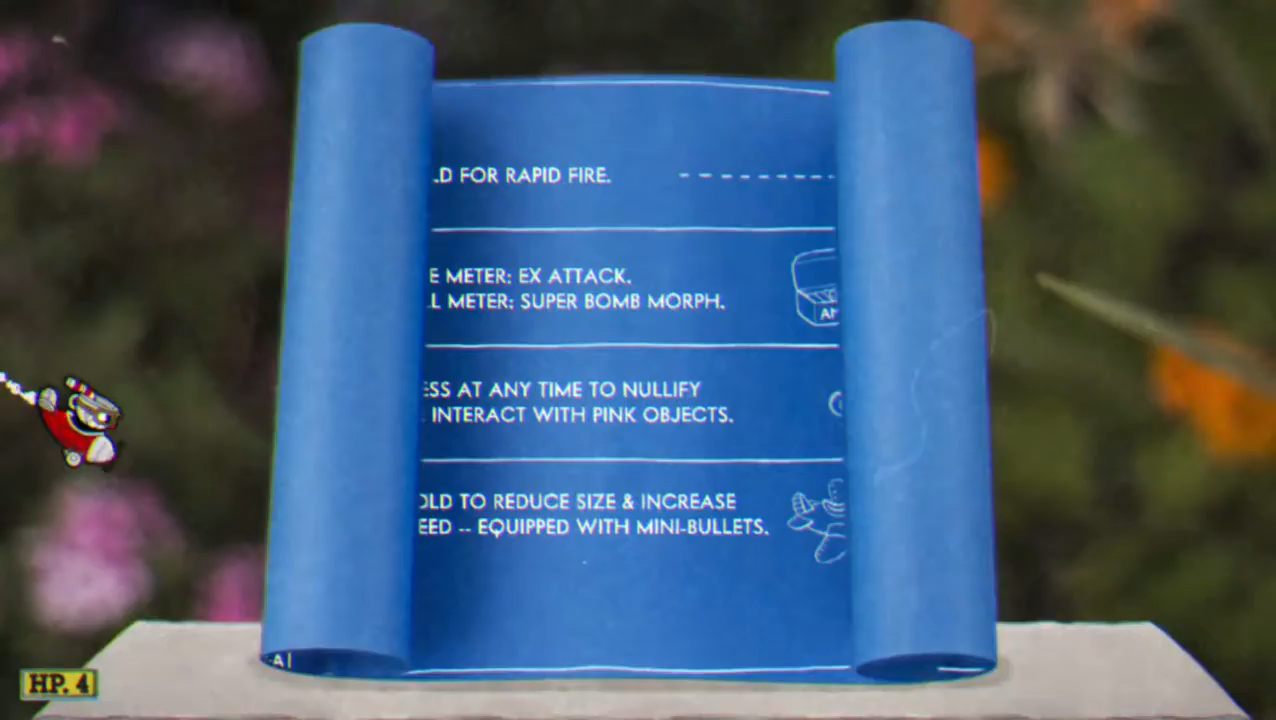 .D FOR RAPID FIRE.
E METER: EX ATTACK.
.L METER: SUPER BOMB MORPH.
ESS AT ANY TIME TO NULLIFY
INTERACT WITH PINK OBJECTS.
OLD TO REDUCE SIZE & INCREASE
EED -- EQUIPPED WITH MINI-BULLETS.
HP. 4